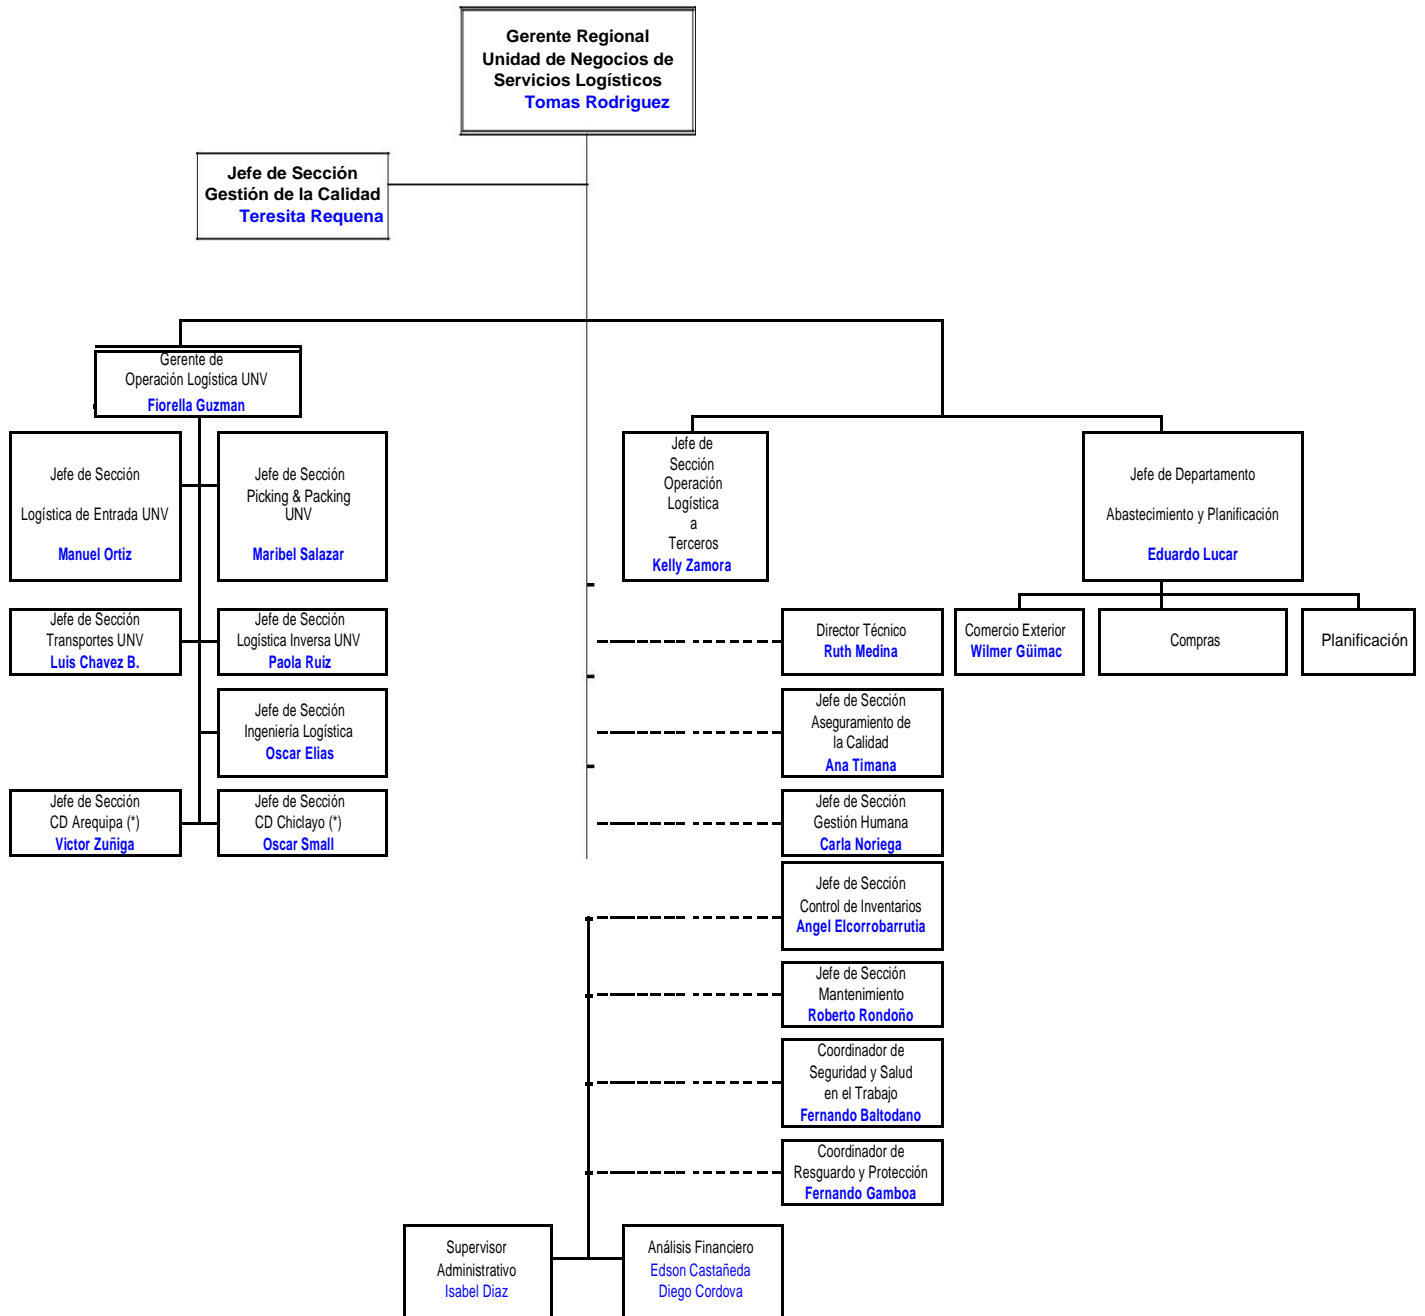 Gerente Regional
Unidad de Negocios de
Servicios Logísticos
Tomas Rodriguez
Jefe de Sección
Gestión de la Calidad
Teresita Requena
Gerente de
Operación Logística UNV
Fiorella Guzman
Jefe de Sección
Logística de Entrada UNV
Manuel Ortiz
Jefe de Sección
Picking & Packing
UNV
Maribel Salazar
Jefe de
Sección
Operación
Logística
a
Terceros
Kelly Zamora
Jefe de Departamento
Abastecimiento y Planificación
Eduardo Lucar
Jefe de Sección
Transportes UNV
Luis Chavez B.
Jefe de Sección
Logística Inversa UNV
Paola Ruiz
Director Técnico
Ruth Medina
Comercio Exterior
Wilmer Güimac
Compras
Planificación
Jefe de Sección
Ingeniería Logística
Oscar Elias
Jefe de Sección
Aseguramiento de
la Calidad
Ana Timana
Jefe de Sección
CD Arequipa (*)
Victor Zuñiga
Jefe de Sección
CD Chiclayo (*)
Oscar Small
Jefe de Sección
Gestión Humana
Carla Noriega
Jefe de Sección
Control de Inventarios
Angel Elcorrobarrutia
Jefe de Sección
Mantenimiento
Roberto Rondoño
Coordinador de
Seguridad y Salud
en el Trabajo
Fernando Baltodano
Coordinador de
Resguardo y Protección
Fernando Gamboa
Supervisor
Administrativo
Isabel Diaz
Análisis Financiero
Edson Castañeda
Diego Cordova